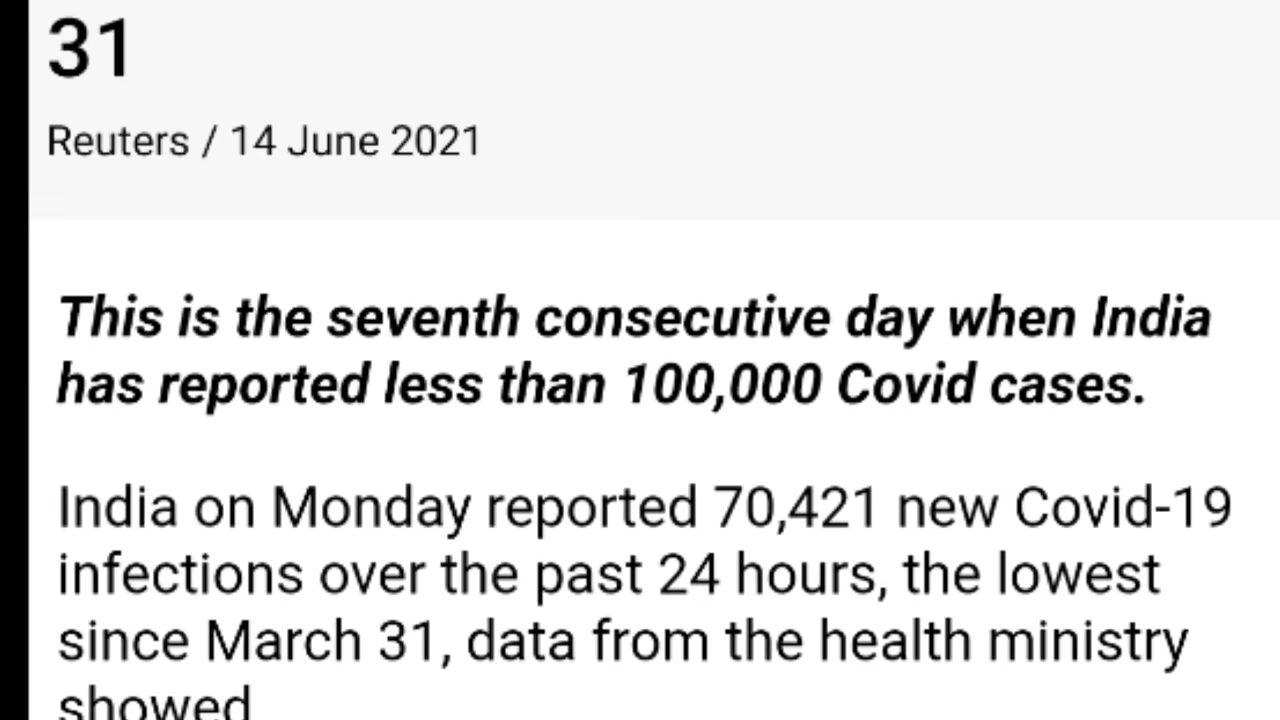 31
Reuters / 14 June 2021
This is the seventh consecutive day when India
has reported less than 100,000 Covid cases.
India on Monday reported 70,421 new Covid-19
infections over the past 24 hours, the lowest
since March 31, data from the health ministry
showed